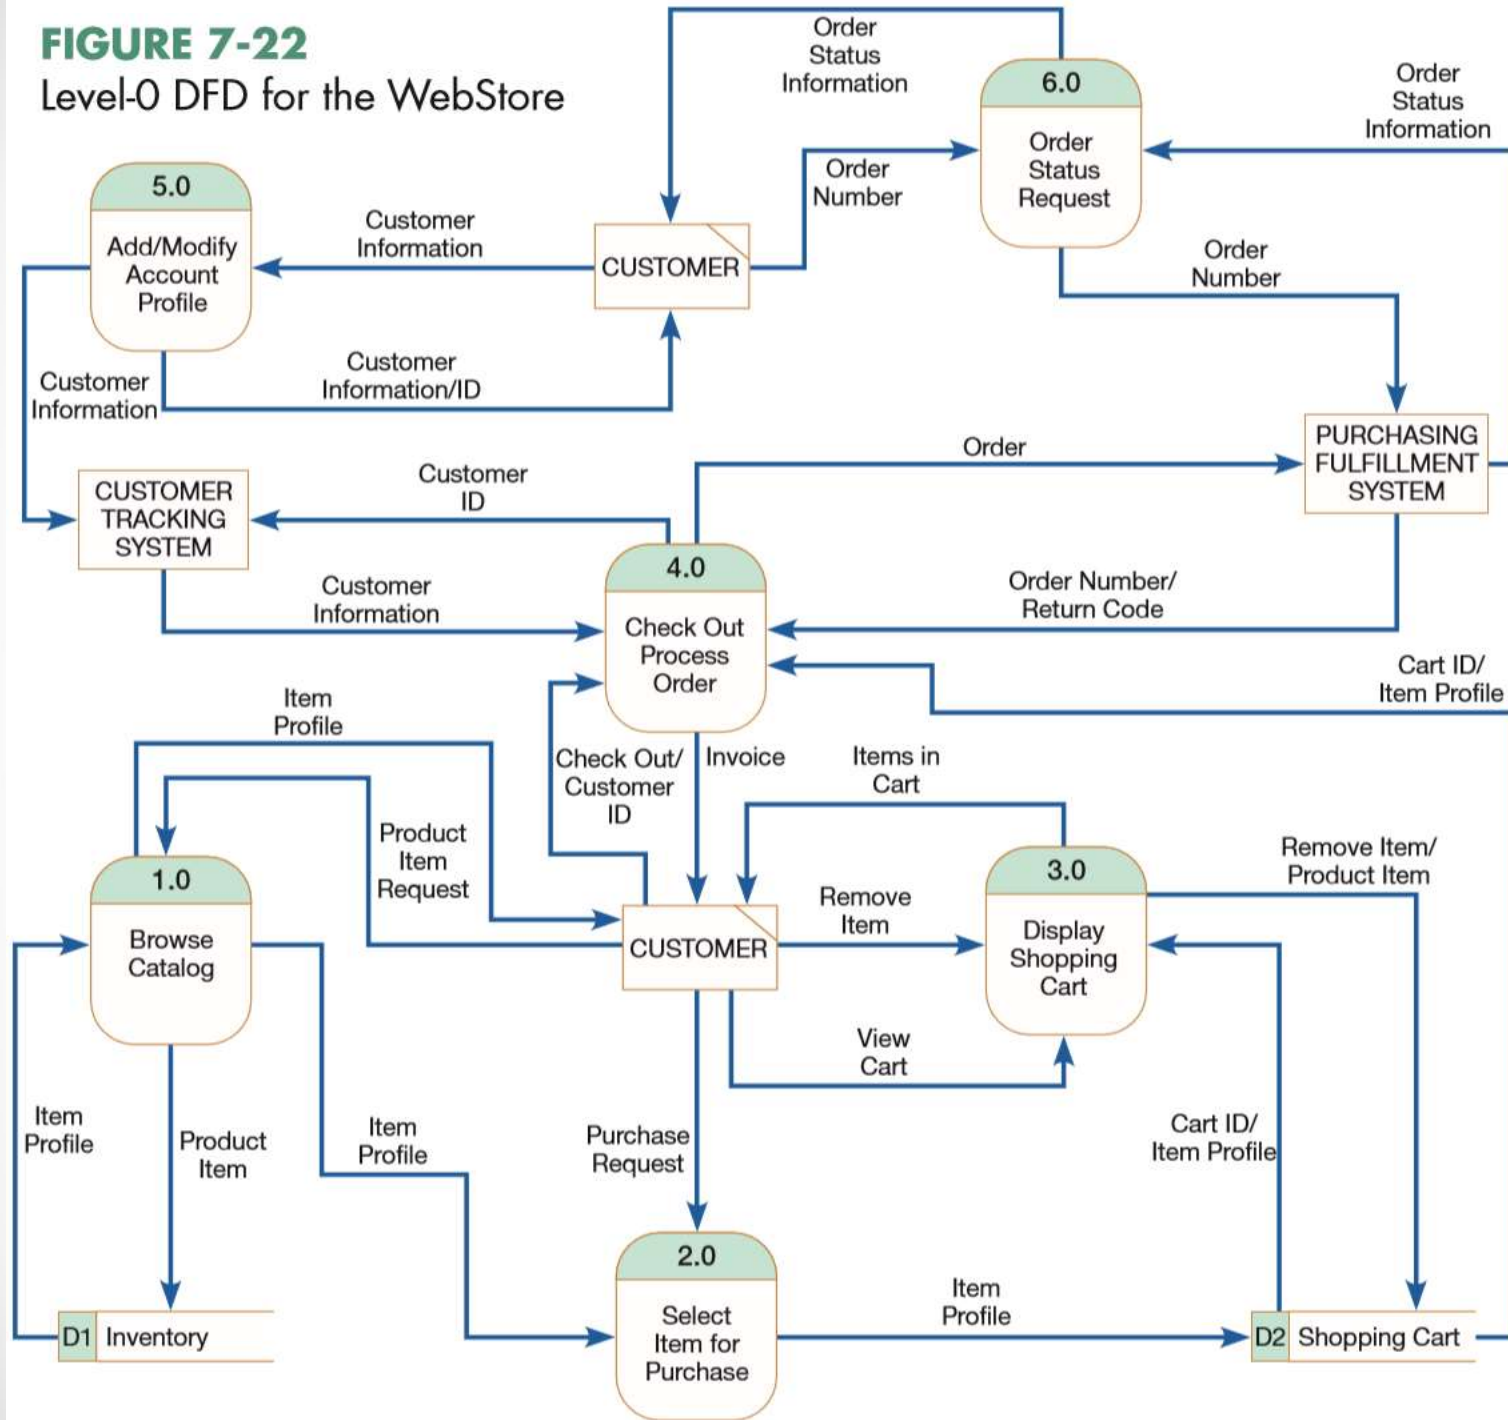 FIGURE 7-22
Level-0 DFD for the WebStore
Order
Status
Information
6.0
Order
Status
Request
Order
Status
Information
Order
Number
5.0
Add/Modify
Account
Profile
Customer
Information
CUSTOMER
Order
Number
Customer
Information
Customer
Information/ID
PURCHASING
FULFILLMENT
SYSTEM
Order
CUSTOMER
TRACKING
SYSTEM
Customer
ID
4.0
Check Out
Process
Order
Customer
Information
Order Number/
Return Code
Cart ID/
Item Profile
Item
Profile
Check Out/
Customer
ID
Invoice
Items in
Cart
Product
Item
Request
Remove Item/
Product Item
1.0
Browse
Catalog
CUSTOMER
Remove
Item
3.0
Display
Shopping
Cart
View
Cart
Item
Profile
Product
Item
Item
Profile
Purchase
Request
Cart ID/
Item Profile
2.0
Select
Item for
Purchase
Item
Profile
D1 Inventory
D2 Shopping Cart